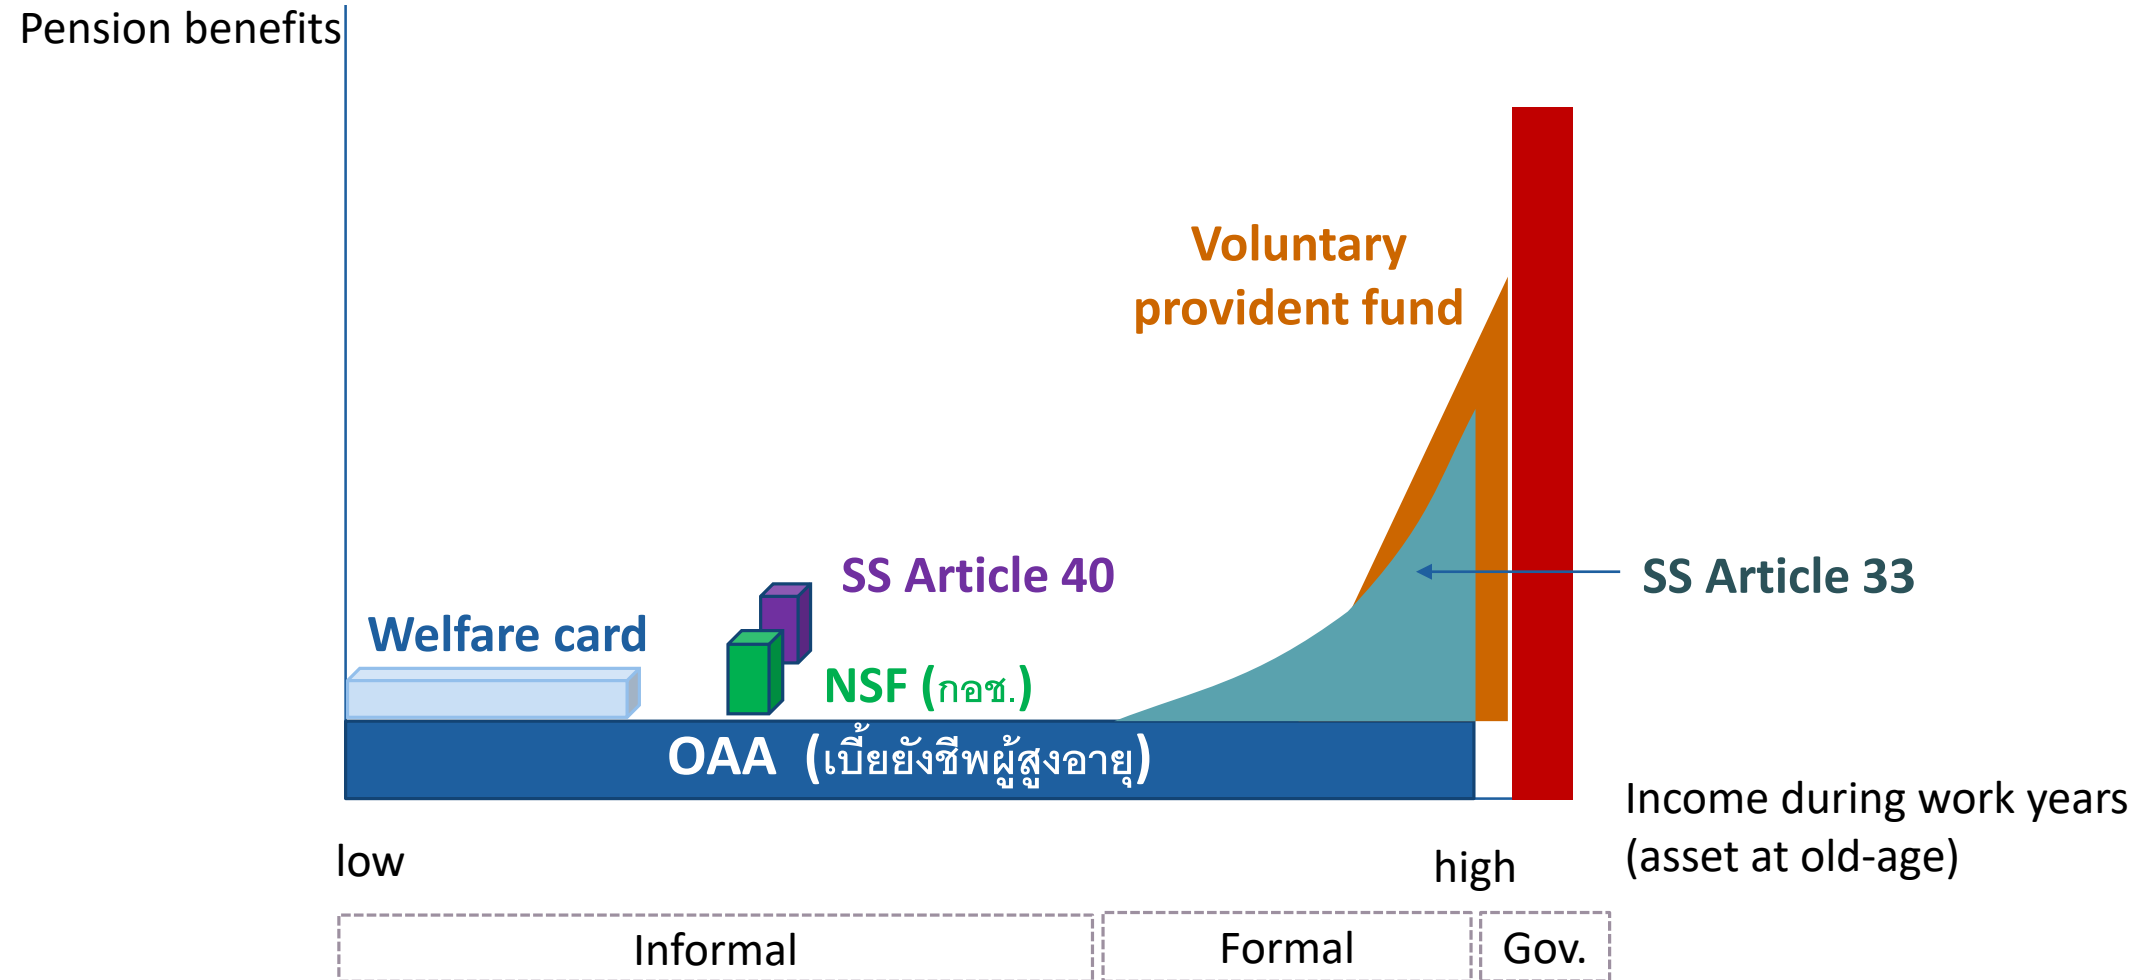 Pension benefits
Voluntary
provident fund
SS Article 40
SS Article 33
Welfare card
NSF (กอช.)
OAA (เบี้ยยังชีพผู้สูงอายุ)
Income during work years
(asset at old-age)
low
high
Informal
Formal
Gov.